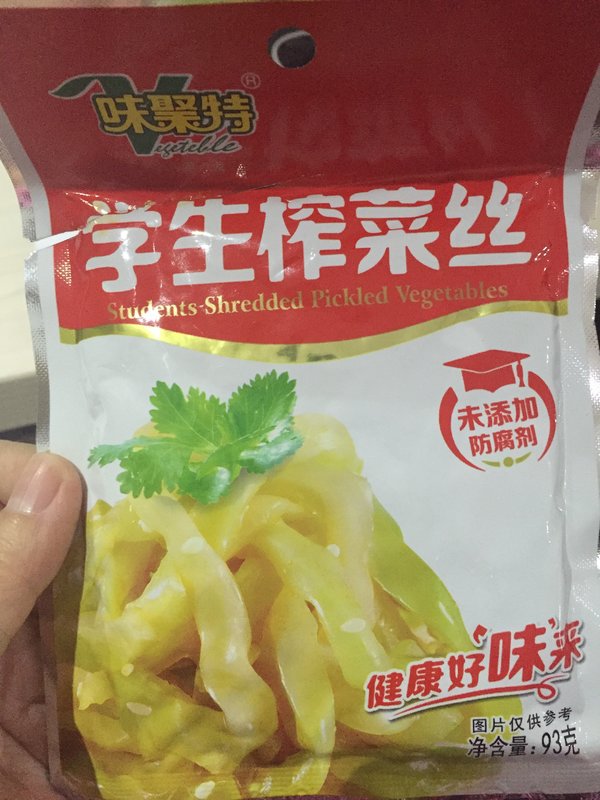 味聚特®
Vegeteble
学生榨菜丝
Students-Shredded Pickled Vegetables
未添加
防腐剂
健康好"味"来
图片仅供参考
净含量:93克